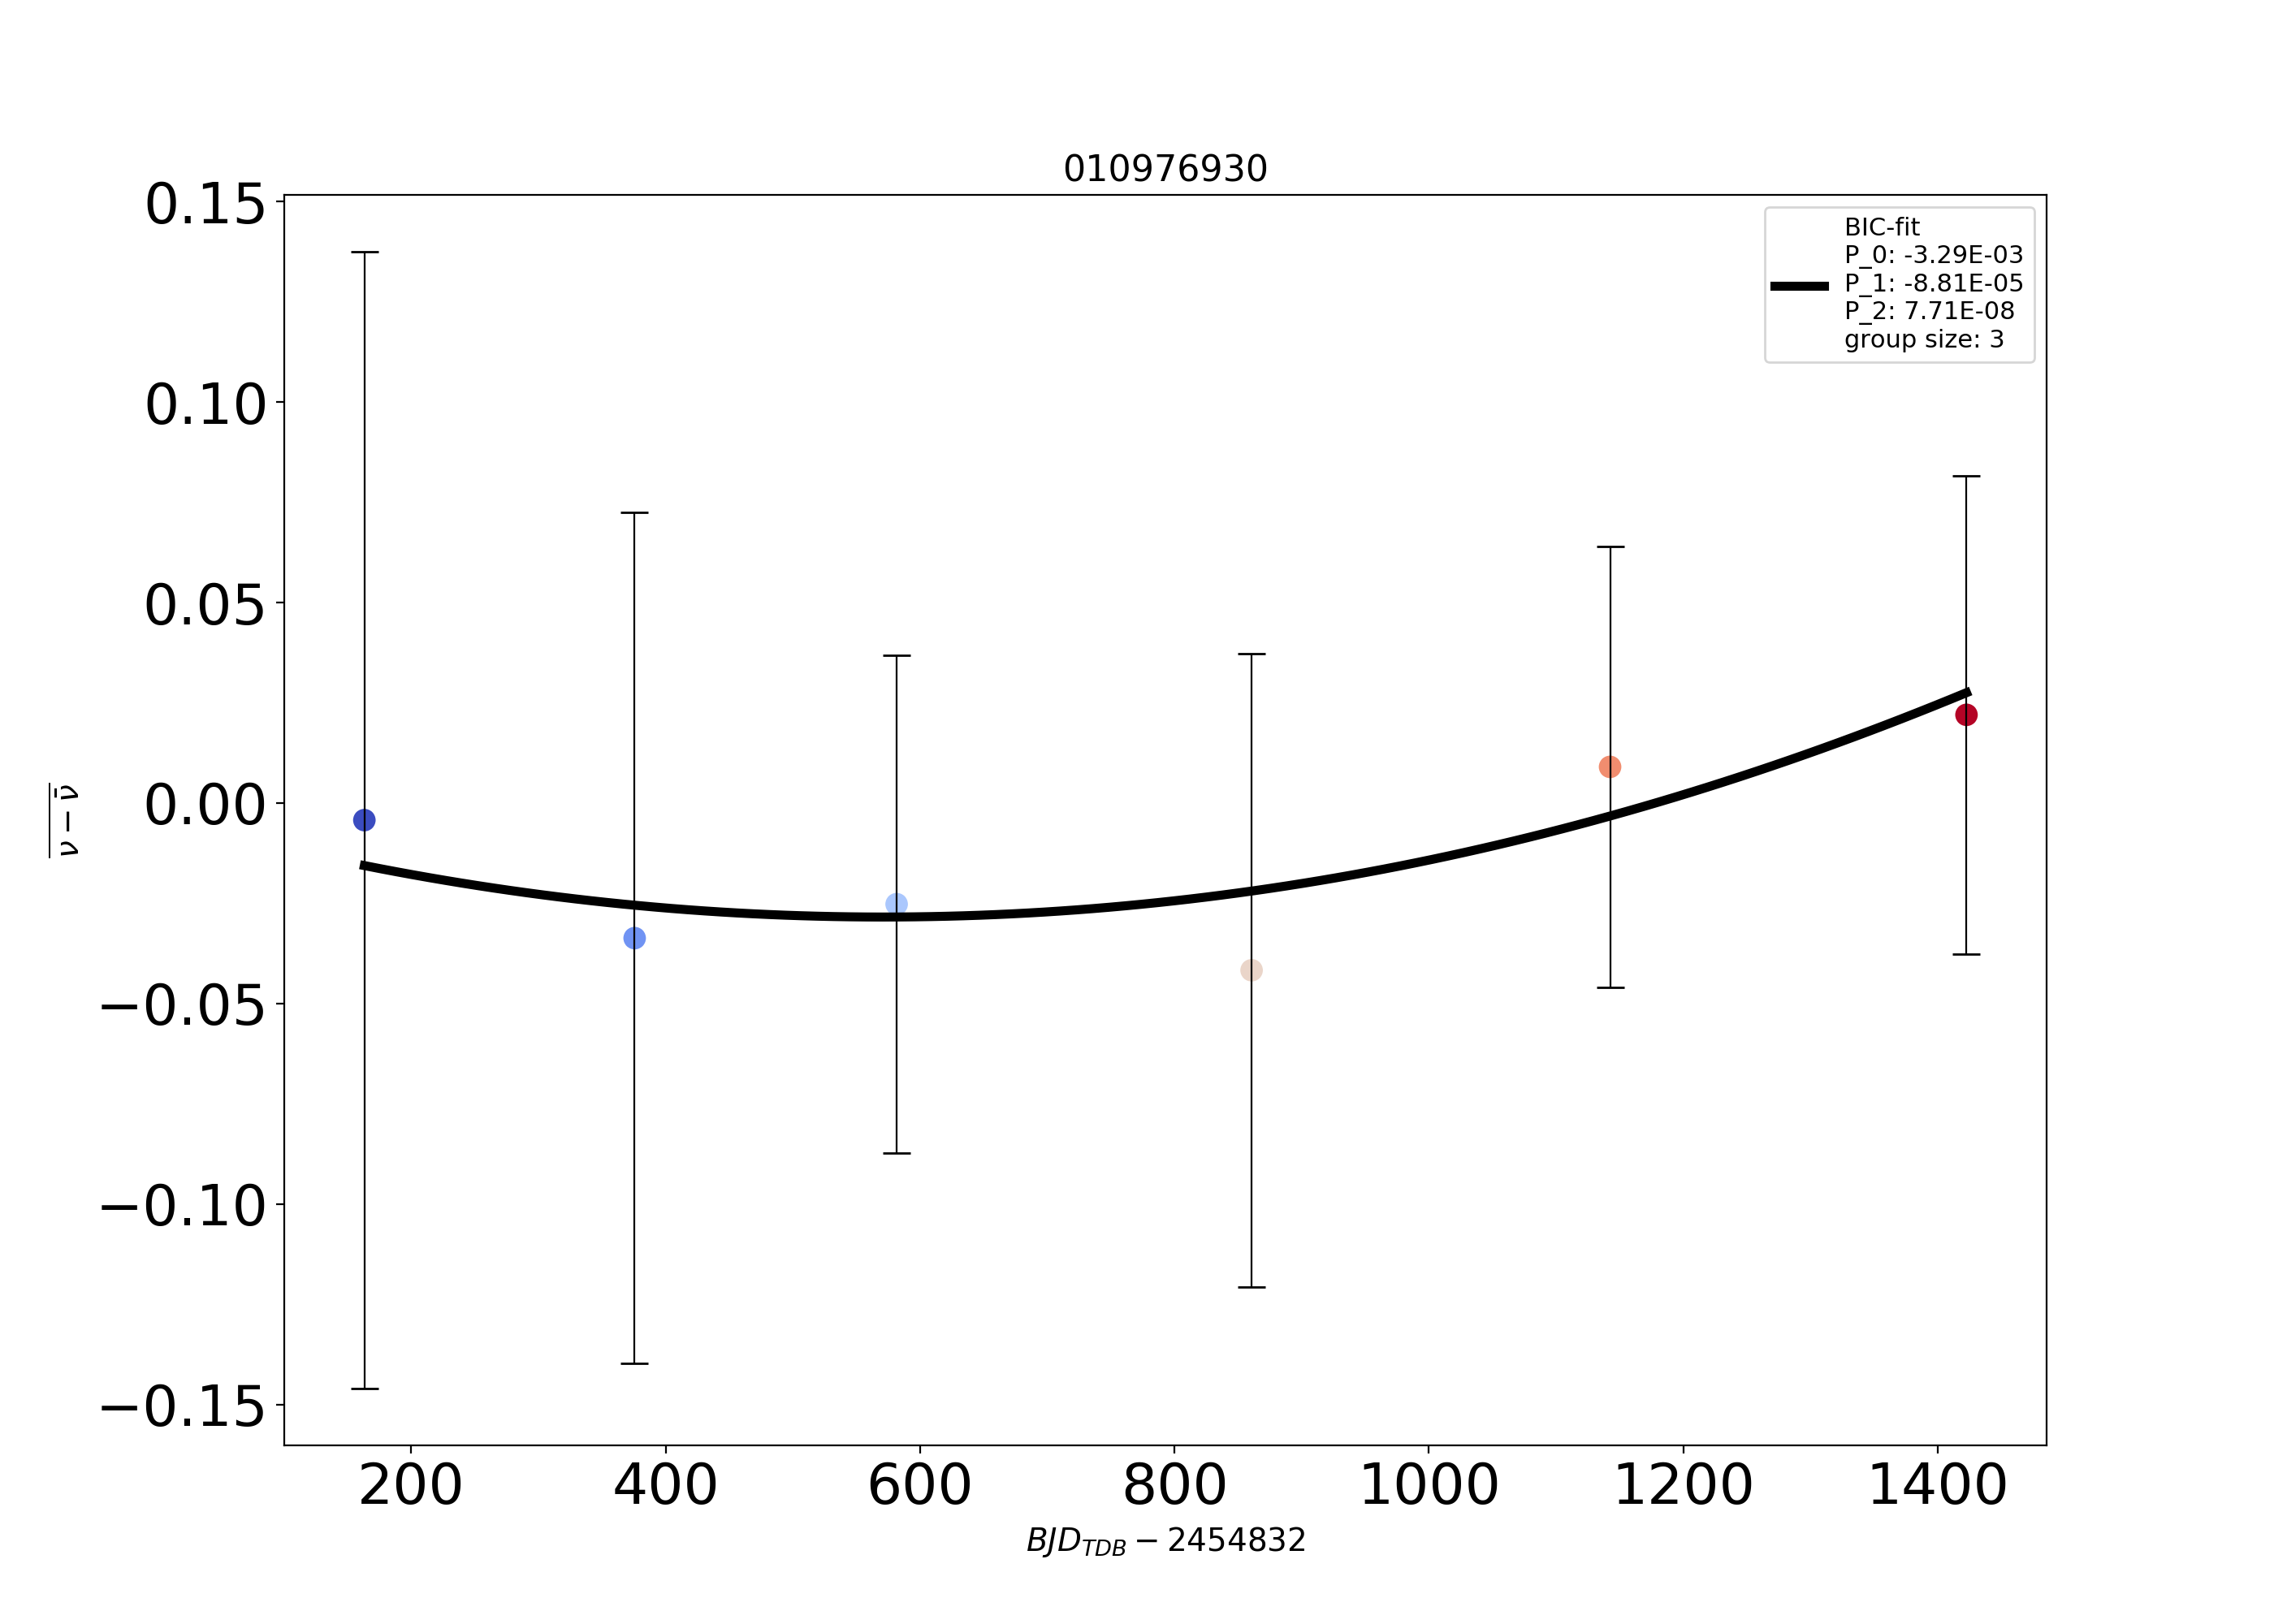 010976930
BIC-fit
P_0: -3.29E-03
P_1: -8.81E-05
P_2: 7.71E-08
group size: 3
0.15
0.10
0.05
0.00
−0.05
−0.10
−0.15
ν − ν̄
200 400 600 800 1000 1200 1400
BJD_TDB − 2454832